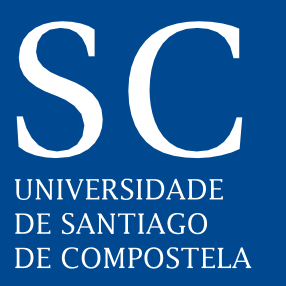 SC
UNIVERSIDADE
DE SANTIAGO
DE COMPOSTELA